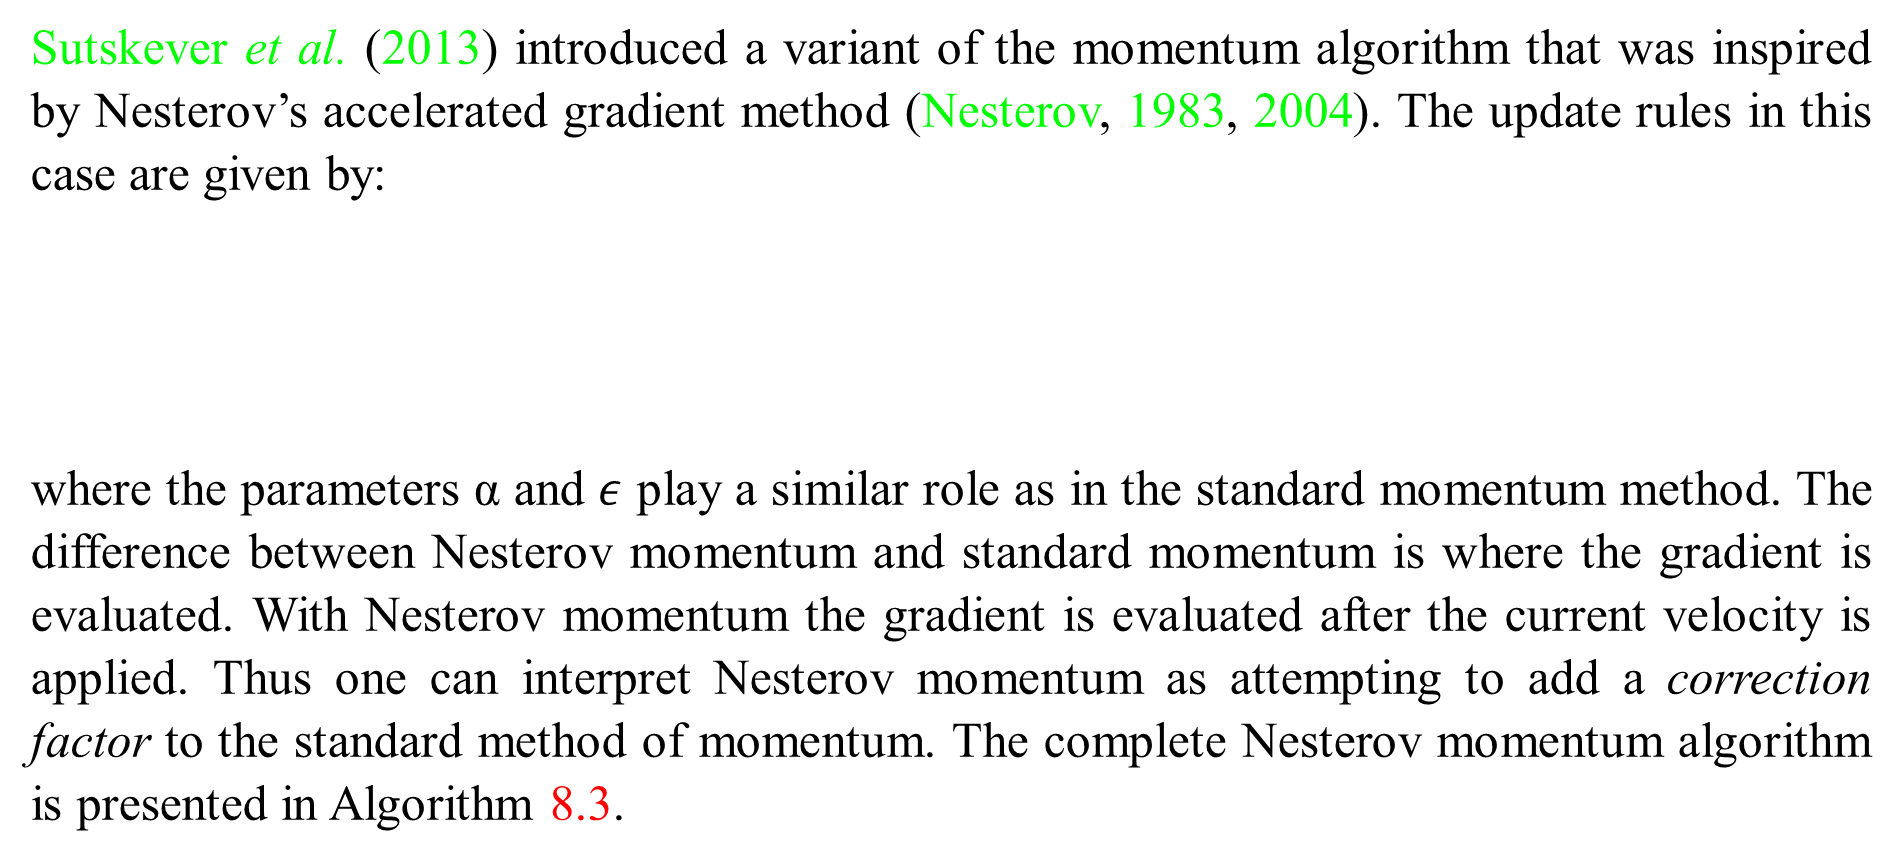 Sutskever et al. (2013) introduced a variant of the momentum algorithm that was inspired
by Nesterov’s accelerated gradient method (Nesterov, 1983, 2004). The update rules in this
case are given by:
where the parameters α and ϵ play a similar role as in the standard momentum method. The
difference between Nesterov momentum and standard momentum is where the gradient is
evaluated. With Nesterov momentum the gradient is evaluated after the current velocity is
applied. Thus one can interpret Nesterov momentum as attempting to add a correction
factor to the standard method of momentum. The complete Nesterov momentum algorithm
is presented in Algorithm 8.3.